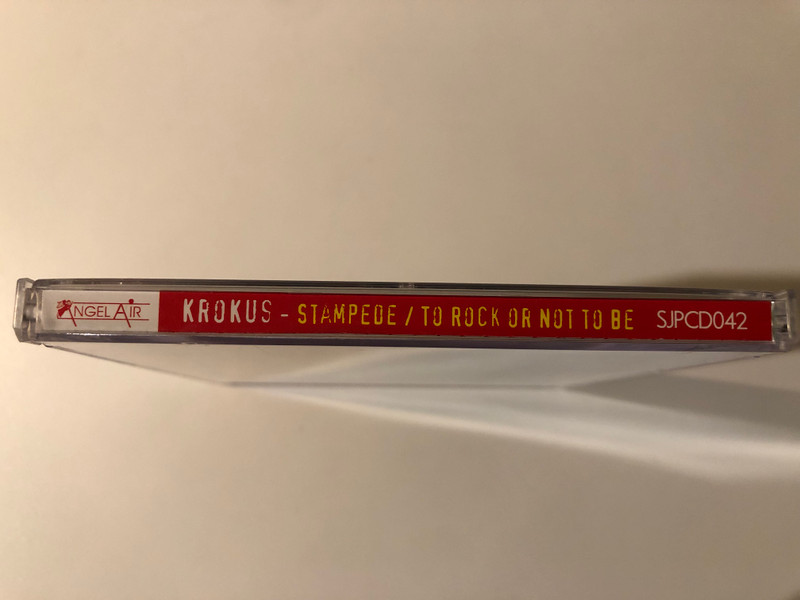 ANGEL AIR KROKUS - STAMPEDE / TO ROCK OR NOT TO BE SJPCD042